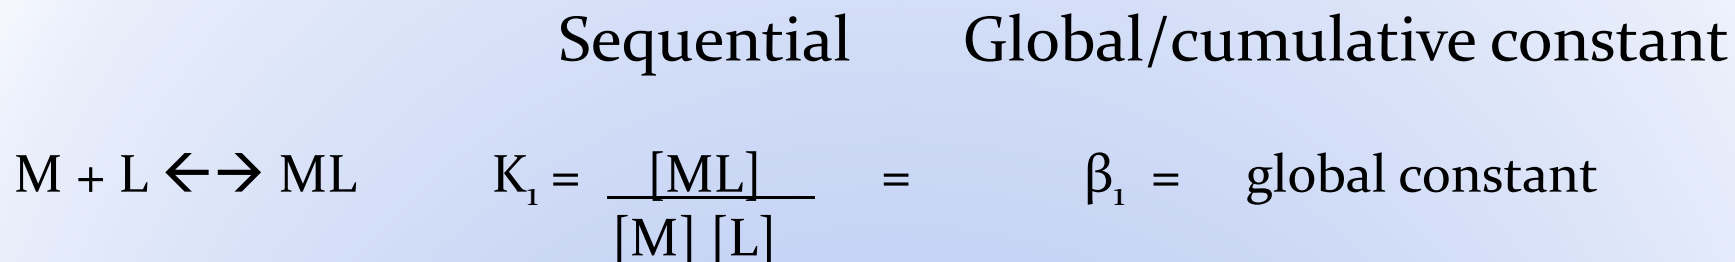 Sequential Global/cumulative constant
M + L ←→ ML K₁ = [ML] = β₁ = global constant
[M] [L]